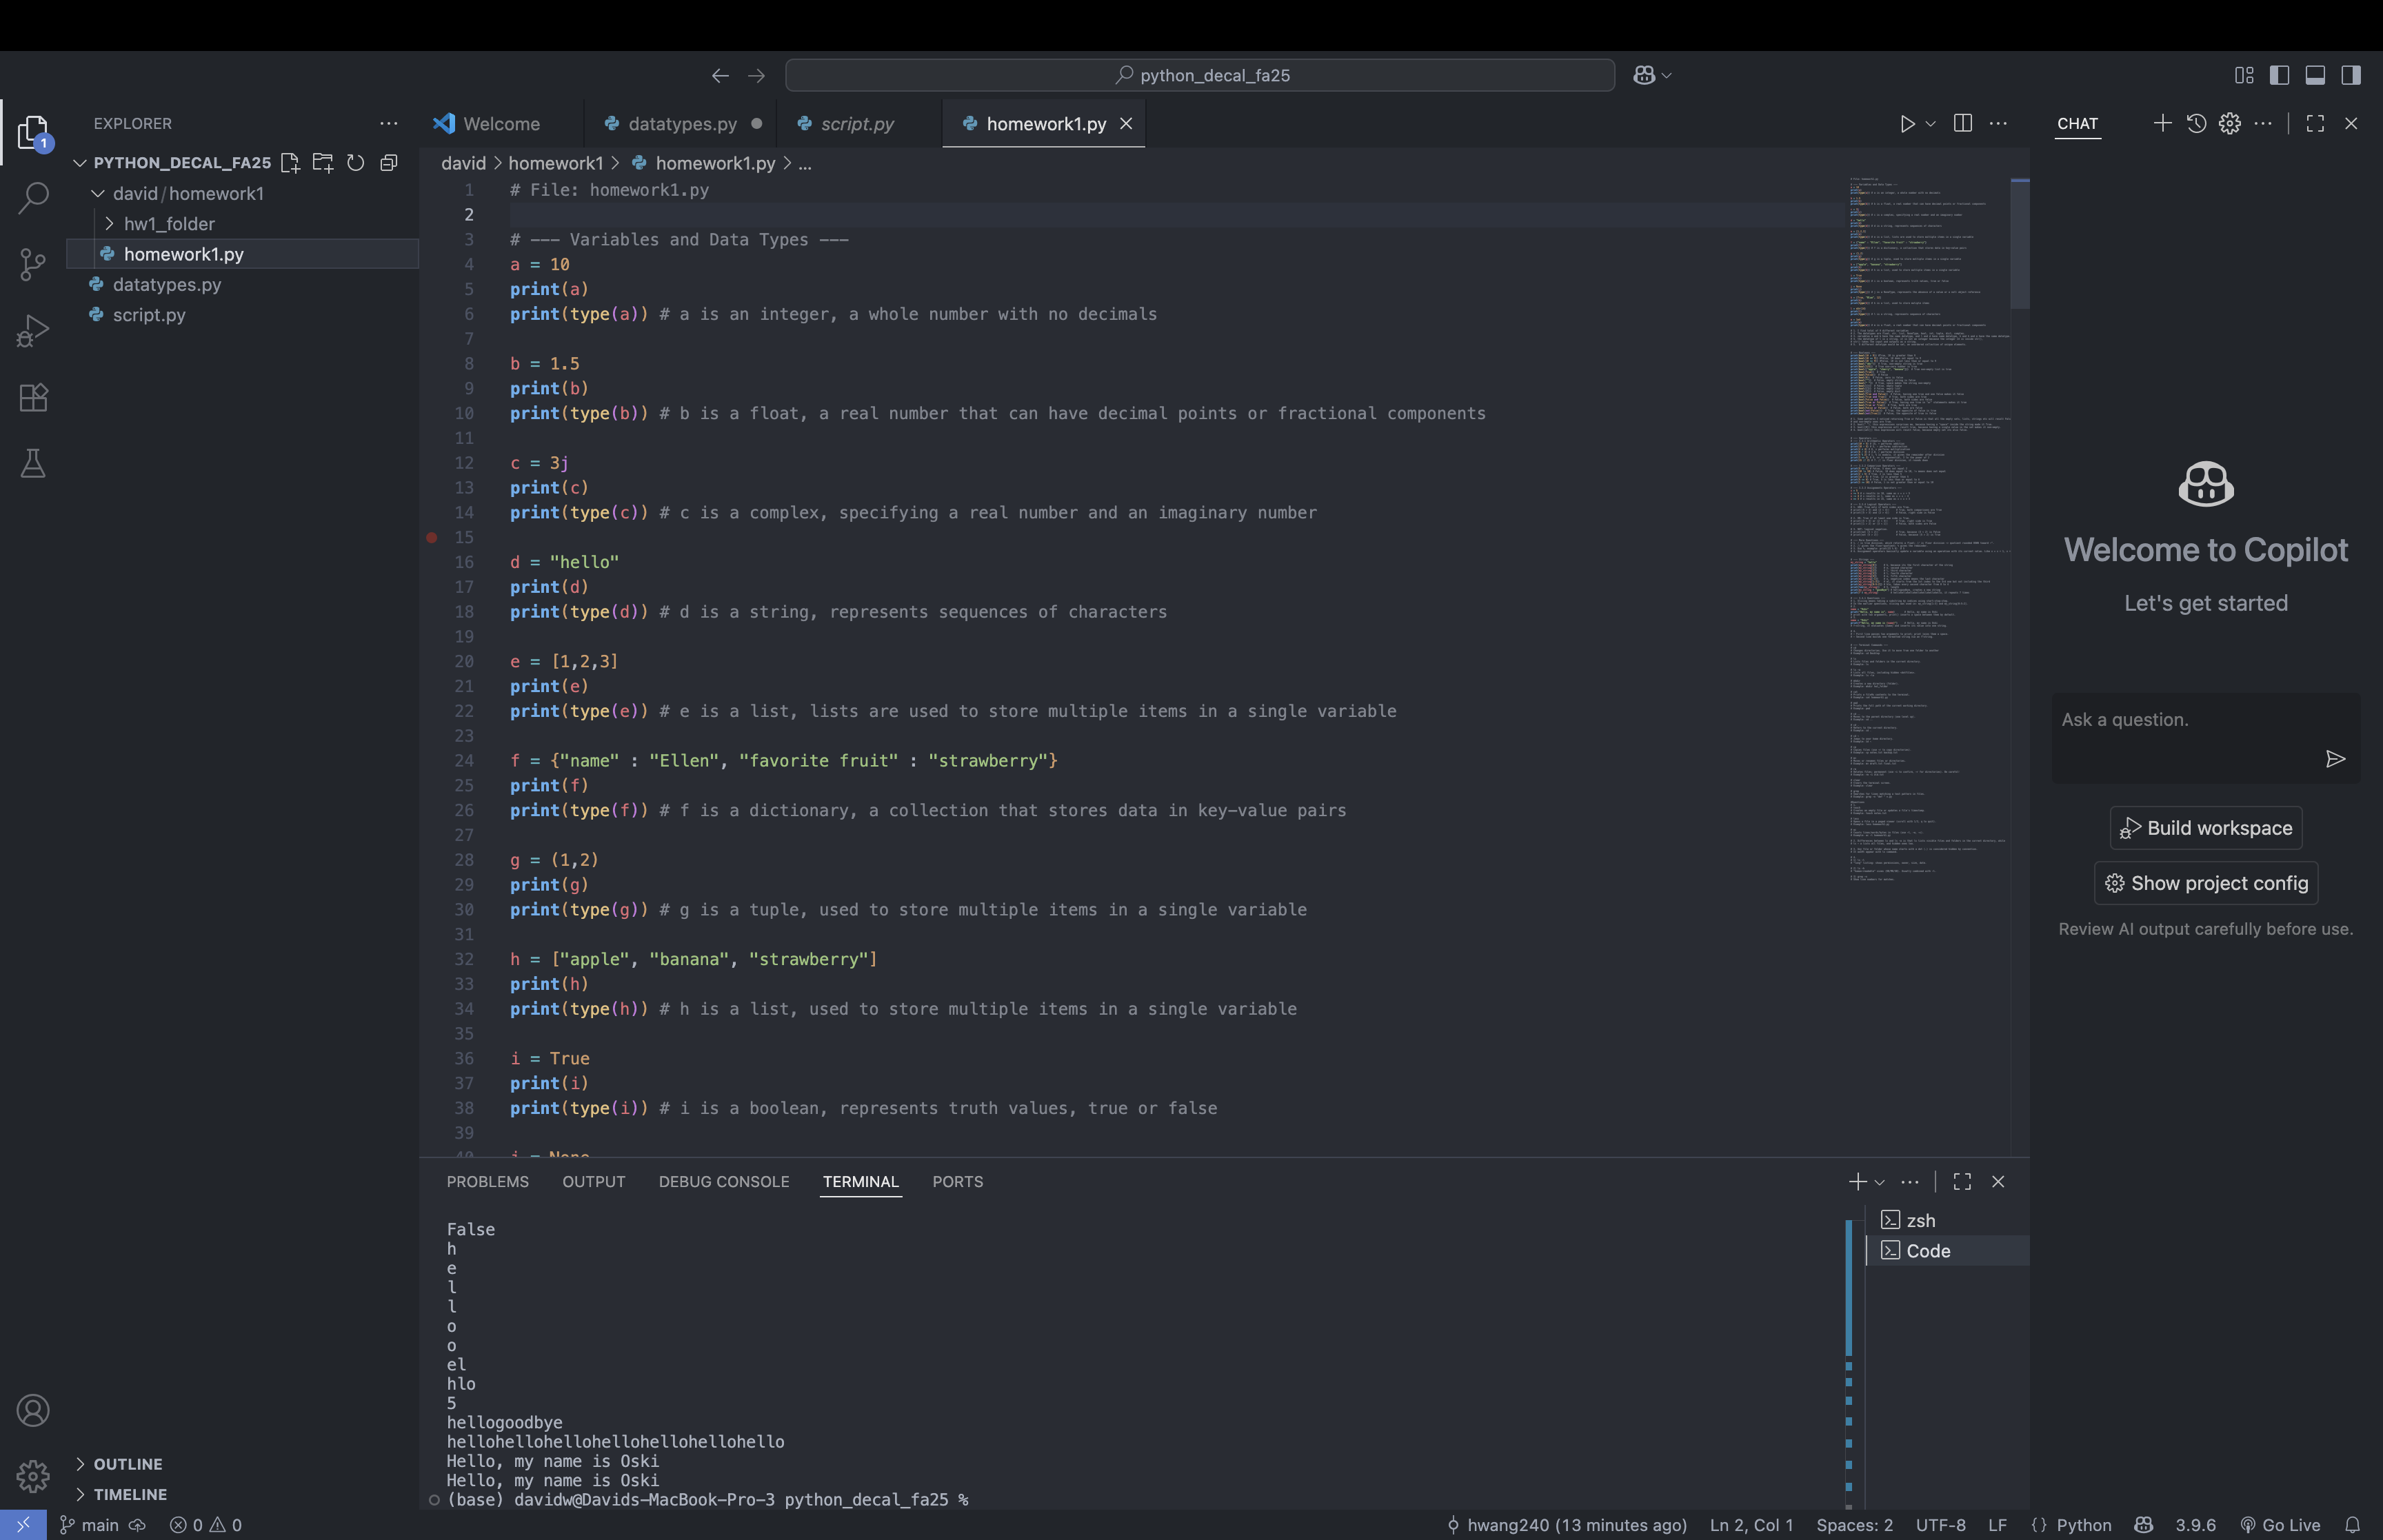 python_decal_fa25
1
EXPLORER
PYTHON_DECAL_FA25
david/homework1
hw1_folder
homework1.py
datatypes.py
script.py
OUTLINE
TIMELINE
Welcome
datatypes.py
script.py
homework1.py
david > homework1 > homework1.py > ...
1 # File: homework1.py
2
3 # --- Variables and Data Types ---
4 a = 10
5 print(a)
6 print(type(a)) # a is an integer, a whole number with no decimals
7
8 b = 1.5
9 print(b)
10 print(type(b)) # b is a float, a real number that can have decimal points or fractional components
11
12 c = 3j
13 print(c)
14 print(type(c)) # c is a complex, specifying a real number and an imaginary number
15
16 d = "hello"
17 print(d)
18 print(type(d)) # d is a string, represents sequences of characters
19
20 e = [1,2,3]
21 print(e)
22 print(type(e)) # e is a list, lists are used to store multiple items in a single variable
23
24 f = {"name" : "Ellen", "favorite fruit" : "strawberry"}
25 print(f)
26 print(type(f)) # f is a dictionary, a collection that stores data in key-value pairs
27
28 g = (1,2)
29 print(g)
30 print(type(g)) # g is a tuple, used to store multiple items in a single variable
31
32 h = ["apple", "banana", "strawberry"]
33 print(h)
34 print(type(h)) # h is a list, used to store multiple items in a single variable
35
36 i = True
37 print(i)
38 print(type(i)) # i is a boolean, represents truth values, true or false
39
40 j = None
PROBLEMS OUTPUT DEBUG CONSOLE TERMINAL PORTS
False
h
e
l
l
o
o
el
hlo
5
hellogoodbye
hellohellohellohellohellohellohello
Hello, my name is Oski
Hello, my name is Oski
(base) davidw@Davids-MacBook-Pro-3 python_decal_fa25 %
zsh
Code
CHAT
Welcome to Copilot
Let's get started
Ask a question.
Build workspace
Show project config
Review AI output carefully before use.
main 0 0 hwang240 (13 minutes ago) Ln 2, Col 1 Spaces: 2 UTF-8 LF {} Python 3.9.6 Go Live